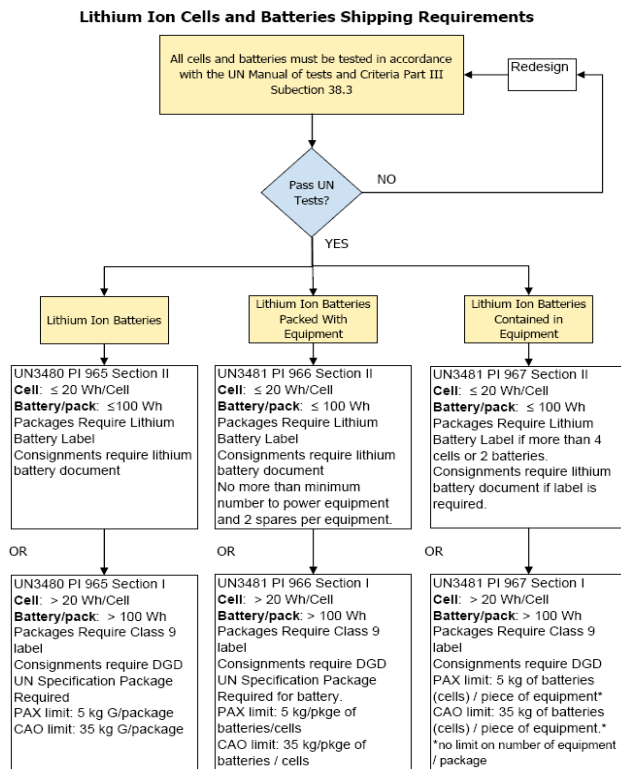 Lithium Ion Cells and Batteries Shipping Requirements
All cells and batteries must be tested in accordance
with the UN Manual of tests and Criteria Part III
Subection 38.3
Redesign
Pass UN
Tests?
NO
YES
Lithium Ion Batteries
Lithium Ion Batteries
Packed With
Equipment
Lithium Ion Batteries
Contained in
Equipment
UN3480 PI 965 Section II
Cell: ≤ 20 Wh/Cell
Battery/pack: ≤100 Wh
Packages Require Lithium
Battery Label
Consignments require lithium
battery document
UN3481 PI 966 Section II
Cell: ≤ 20 Wh/Cell
Battery/pack: ≤ 100 Wh
Packages Require Lithium
Battery Label
Consignments require lithium
battery document
No more than minimum
number to power equipment
and 2 spares per equipment.
UN3481 PI 967 Section II
Cell: ≤ 20 Wh/Cell
Battery/pack: ≤ 100 Wh
Packages Require Lithium
Battery Label if more than 4
cells or 2 batteries.
Consignments require lithium
battery document if label is
required.
OR
OR
OR
UN3480 PI 965 Section I
Cell: > 20 Wh/Cell
Battery/pack: > 100 Wh
Packages Require Class 9
label
Consignments require DGD
UN Specification Package
Required
PAX limit: 5 kg G/package
CAO limit: 35 kg G/package
UN3481 PI 966 Section I
Cell: > 20 Wh/Cell
Battery/pack: > 100 Wh
Packages Require Class 9
label
Consignments require DGD
UN Specification Package
Required for battery.
PAX limit: 5 kg/pkge of
batteries/cells
CAO limit: 35 kg/pkge of
batteries / cells
UN3481 PI 967 Section I
Cell: > 20 Wh/Cell
Battery/pack: > 100 Wh
Packages Require Class 9
label
Consignments require DGD
PAX limit: 5 kg of batteries
(cells) / piece of equipment*
CAO limit: 35 kg of batteries
(cells) / piece of equipment.*
*no limit on number of equipment
/ package